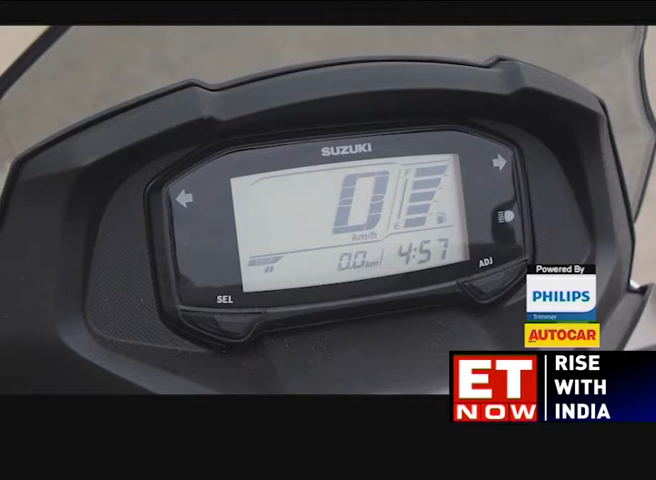 SUZUKI
0
F
E
km/h
0.0 km
4:57
SEL
ADJ
Powered By
PHILIPS
Trimmer
AUTOCAR
ET
NOW
RISE
WITH
INDIA